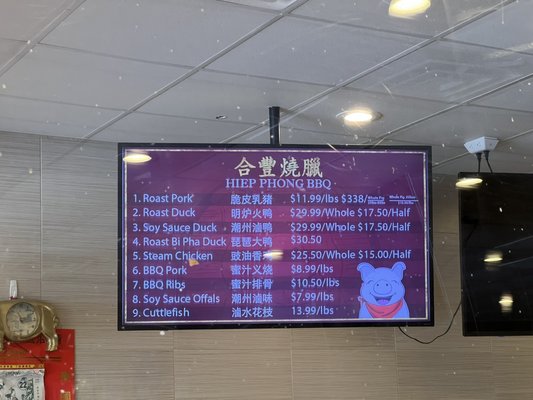 合豐燒臘
HIEP PHONG BBQ
1. Roast Pork 脆皮乳猪 $11.99/lbs $338/
2. Roast Duck 明炉火鸭 $29.99/Whole $17.50/Half
3. Soy Sauce Duck 潮州滷鸭 $29.99/Whole $17.50/Half
4. Roast Bi Pha Duck 琵琶大鸭 $30.50
5. Steam Chicken 豉油香 $25.50/Whole $15.00/Half
6. BBQ Pork 蜜汁义燒 $8.99/lbs
7. BBQ Ribs 蜜汁排骨 $10.50/lbs
8. Soy Sauce Offals 潮州滷味 $7.99/lbs
9. Cuttlefish 滷水花枝 13.99/lbs
22